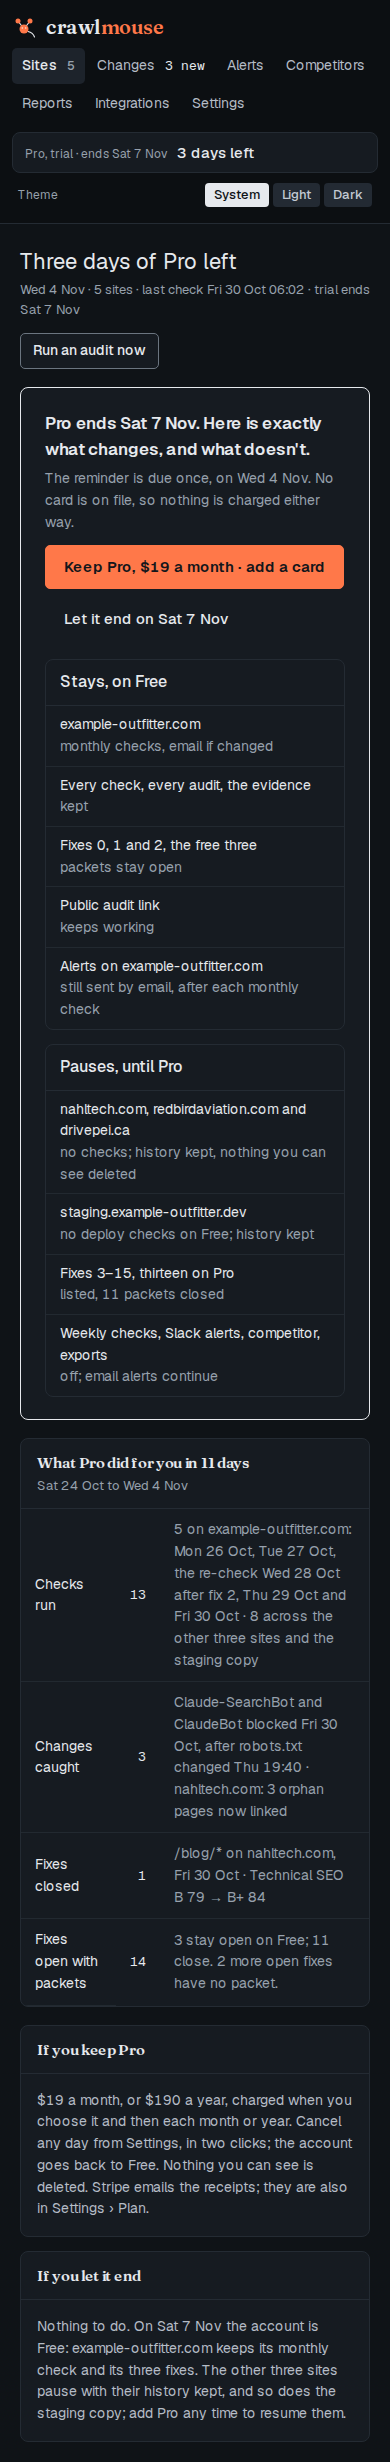 crawlmouse
Sites 5 Changes 3 new Alerts Competitors
Reports Integrations Settings
Pro, trial · ends Sat 7 Nov 3 days left
Theme System Light Dark
Three days of Pro left
Wed 4 Nov · 5 sites · last check Fri 30 Oct 06:02 · trial ends
Sat 7 Nov
Run an audit now
Pro ends Sat 7 Nov. Here is exactly
what changes, and what doesn't.
The reminder is due once, on Wed 4 Nov. No
card is on file, so nothing is charged either
way.
Keep Pro, $19 a month · add a card
Let it end on Sat 7 Nov
Stays, on Free
example-outfitter.com
monthly checks, email if changed
Every check, every audit, the evidence
kept
Fixes 0, 1 and 2, the free three
packets stay open
Public audit link
keeps working
Alerts on example-outfitter.com
still sent by email, after each monthly
check
Pauses, until Pro
nahltech.com, redbirdaviation.com and
drivepei.ca
no checks; history kept, nothing you can
see deleted
staging.example-outfitter.dev
no deploy checks on Free; history kept
Fixes 3–15, thirteen on Pro
listed, 11 packets closed
Weekly checks, Slack alerts, competitor,
exports
off; email alerts continue
What Pro did for you in 11 days
Sat 24 Oct to Wed 4 Nov
Checks
run
13
5 on example-outfitter.com:
Mon 26 Oct, Tue 27 Oct,
the re-check Wed 28 Oct
after fix 2, Thu 29 Oct and
Fri 30 Oct · 8 across the
other three sites and the
staging copy
Changes
caught
3
Claude-SearchBot and
ClaudeBot blocked Fri 30
Oct, after robots.txt
changed Thu 19:40 ·
nahltech.com: 3 orphan
pages now linked
Fixes
closed
1
/blog/* on nahltech.com,
Fri 30 Oct · Technical SEO
B 79 → B+ 84
Fixes
open with
packets
14
3 stay open on Free; 11
close. 2 more open fixes
have no packet.
If you keep Pro
$19 a month, or $190 a year, charged when you
choose it and then each month or year. Cancel
any day from Settings, in two clicks; the account
goes back to Free. Nothing you can see is
deleted. Stripe emails the receipts; they are also
in Settings › Plan.
If you let it end
Nothing to do. On Sat 7 Nov the account is
Free: example-outfitter.com keeps its monthly
check and its three fixes. The other three sites
pause with their history kept, and so does the
staging copy; add Pro any time to resume them.